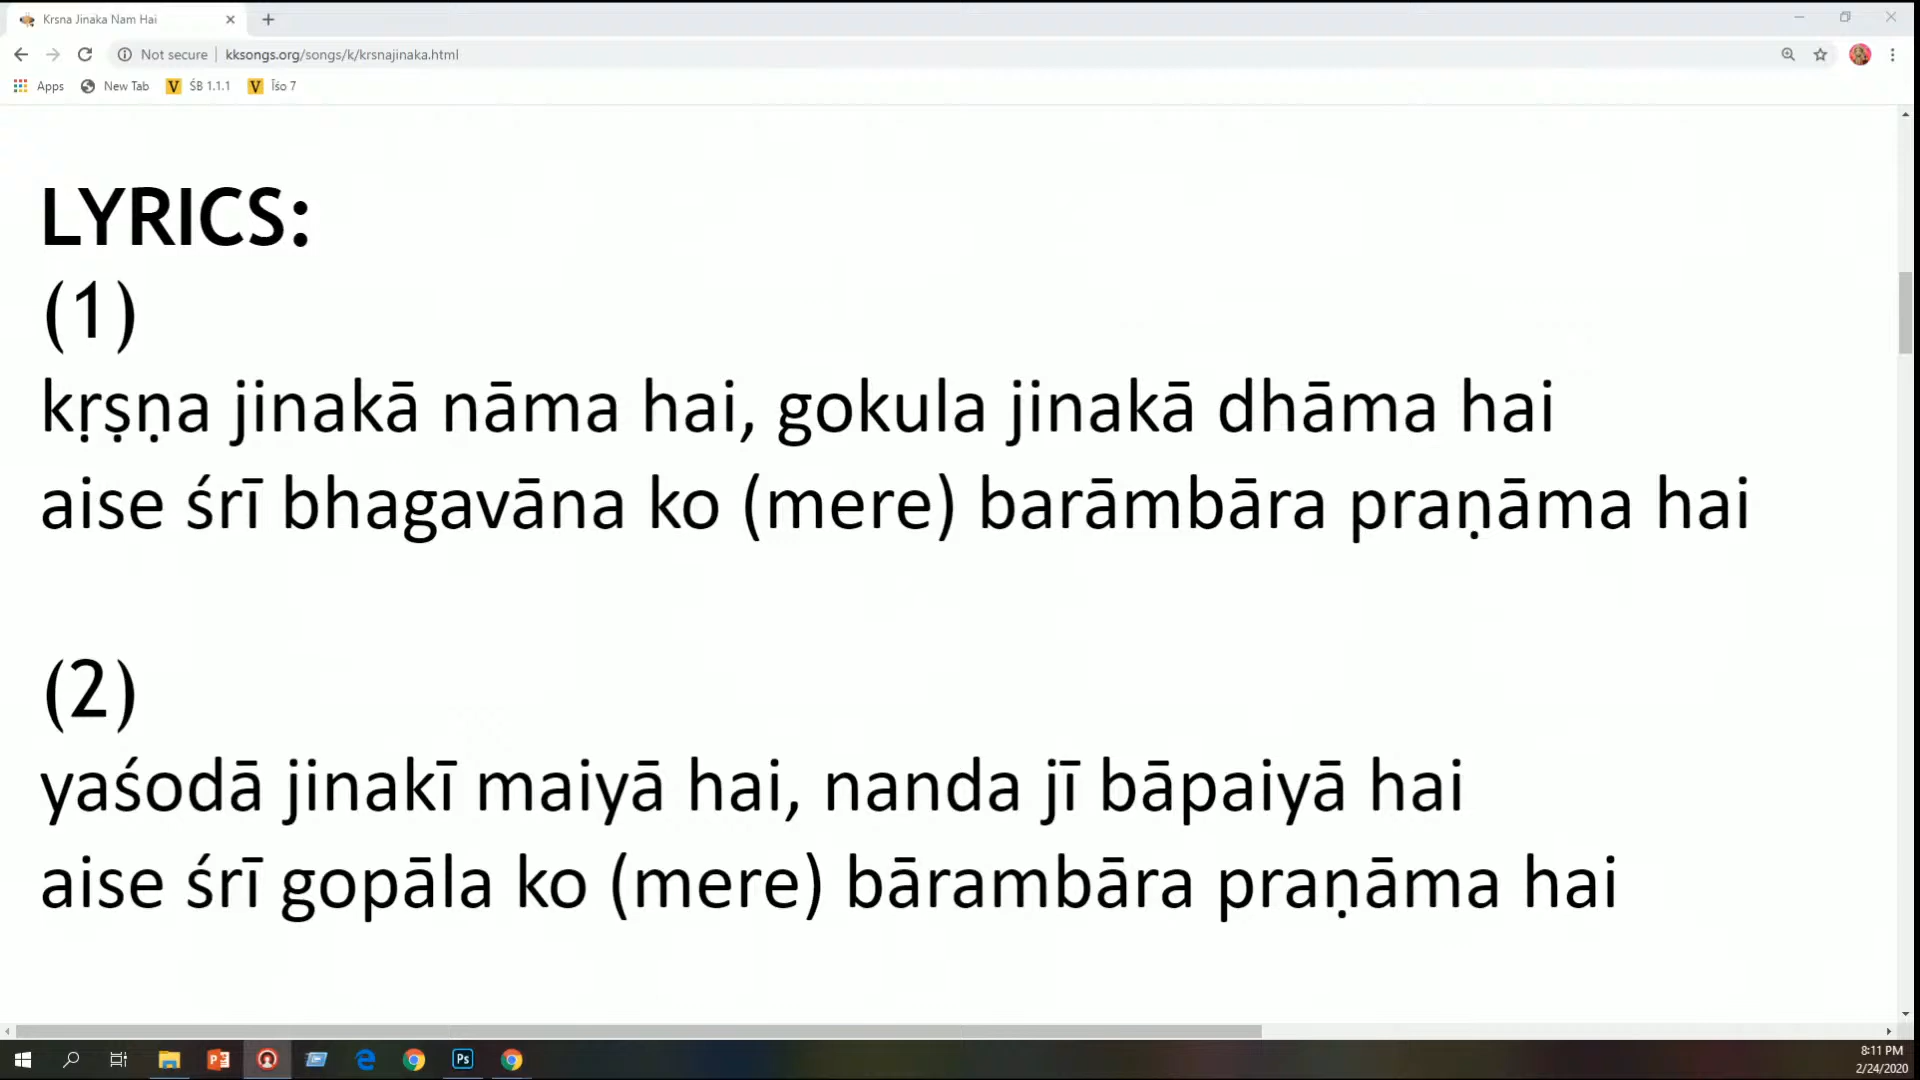 Krsna Jinaka Nam Hai
Not secure | kksongs.org/songs/k/krsnajinaka.html
Apps New Tab ŚB 1.1.1 Īśo 7
LYRICS:
(1)
kṛṣṇa jinakā nāma hai, gokula jinakā dhāma hai
aise śrī bhagavāna ko (mere) barāmbāra praṇāma hai
(2)
yaśodā jinakī maiyā hai, nanda jī bāpaiyā hai
aise śrī gopāla ko (mere) bārambāra praṇāma hai
8:11 PM
2/24/2020